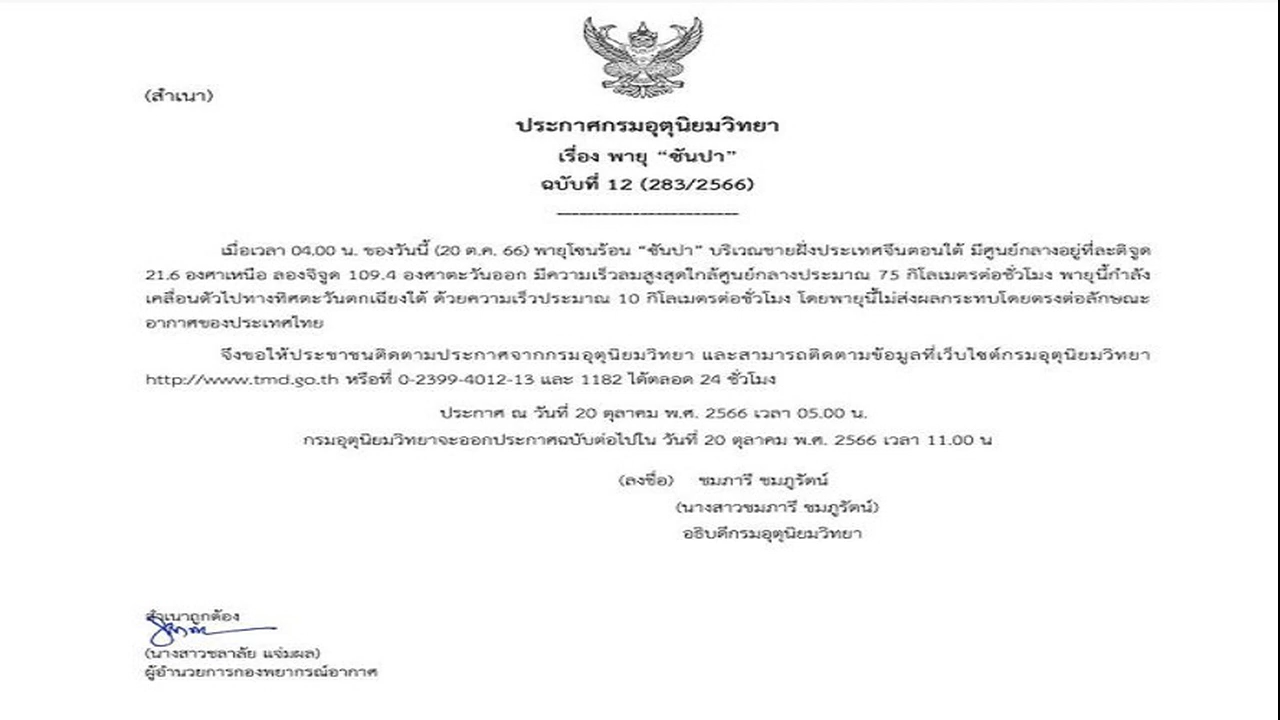 (สำเนา)
ประกาศกรมอุตุนิยมวิทยา
เรื่อง พายุ “ซันปา”
ฉบับที่ 12 (283/2566)
เมื่อเวลา 04.00 น. ของวันนี้ (20 ต.ค. 66) พายุโซนร้อน “ซันปา” บริเวณชายฝั่งประเทศจีนตอนใต้ มีศูนย์กลางอยู่ที่ละติจูด
21.6 องศาเหนือ ลองจิจูด 109.4 องศาตะวันออก มีความเร็วลมสูงสุดใกล้ศูนย์กลางประมาณ 75 กิโลเมตรต่อชั่วโมง พายุนี้กำลัง
เคลื่อนตัวไปทางทิศตะวันตกเฉียงใต้ ด้วยความเร็วประมาณ 10 กิโลเมตรต่อชั่วโมง โดยพายุนี้ไม่ส่งผลกระทบโดยตรงต่อลักษณะ
อากาศของประเทศไทย
จึงขอให้ประชาชนติดตามประกาศจากกรมอุตุนิยมวิทยา และสามารถติดตามข้อมูลที่เว็บไซต์กรมอุตุนิยมวิทยา
http://www.tmd.go.th หรือที่ 0-2399-4012-13 และ 1182 ได้ตลอด 24 ชั่วโมง
ประกาศ ณ วันที่ 20 ตุลาคม พ.ศ. 2566 เวลา 05.00 น.
กรมอุตุนิยมวิทยาจะออกประกาศฉบับต่อไปใน วันที่ 20 ตุลาคม พ.ศ. 2566 เวลา 11.00 น
(ลงชื่อ) ชมภารี ชมภูรัตน์
(นางสาวชมภารี ชมภูรัตน์)
อธิบดีกรมอุตุนิยมวิทยา
สำเนาถูกต้อง
(นางสาวชลาลัย แจ่มผล)
ผู้อำนวยการกองพยากรณ์อากาศ